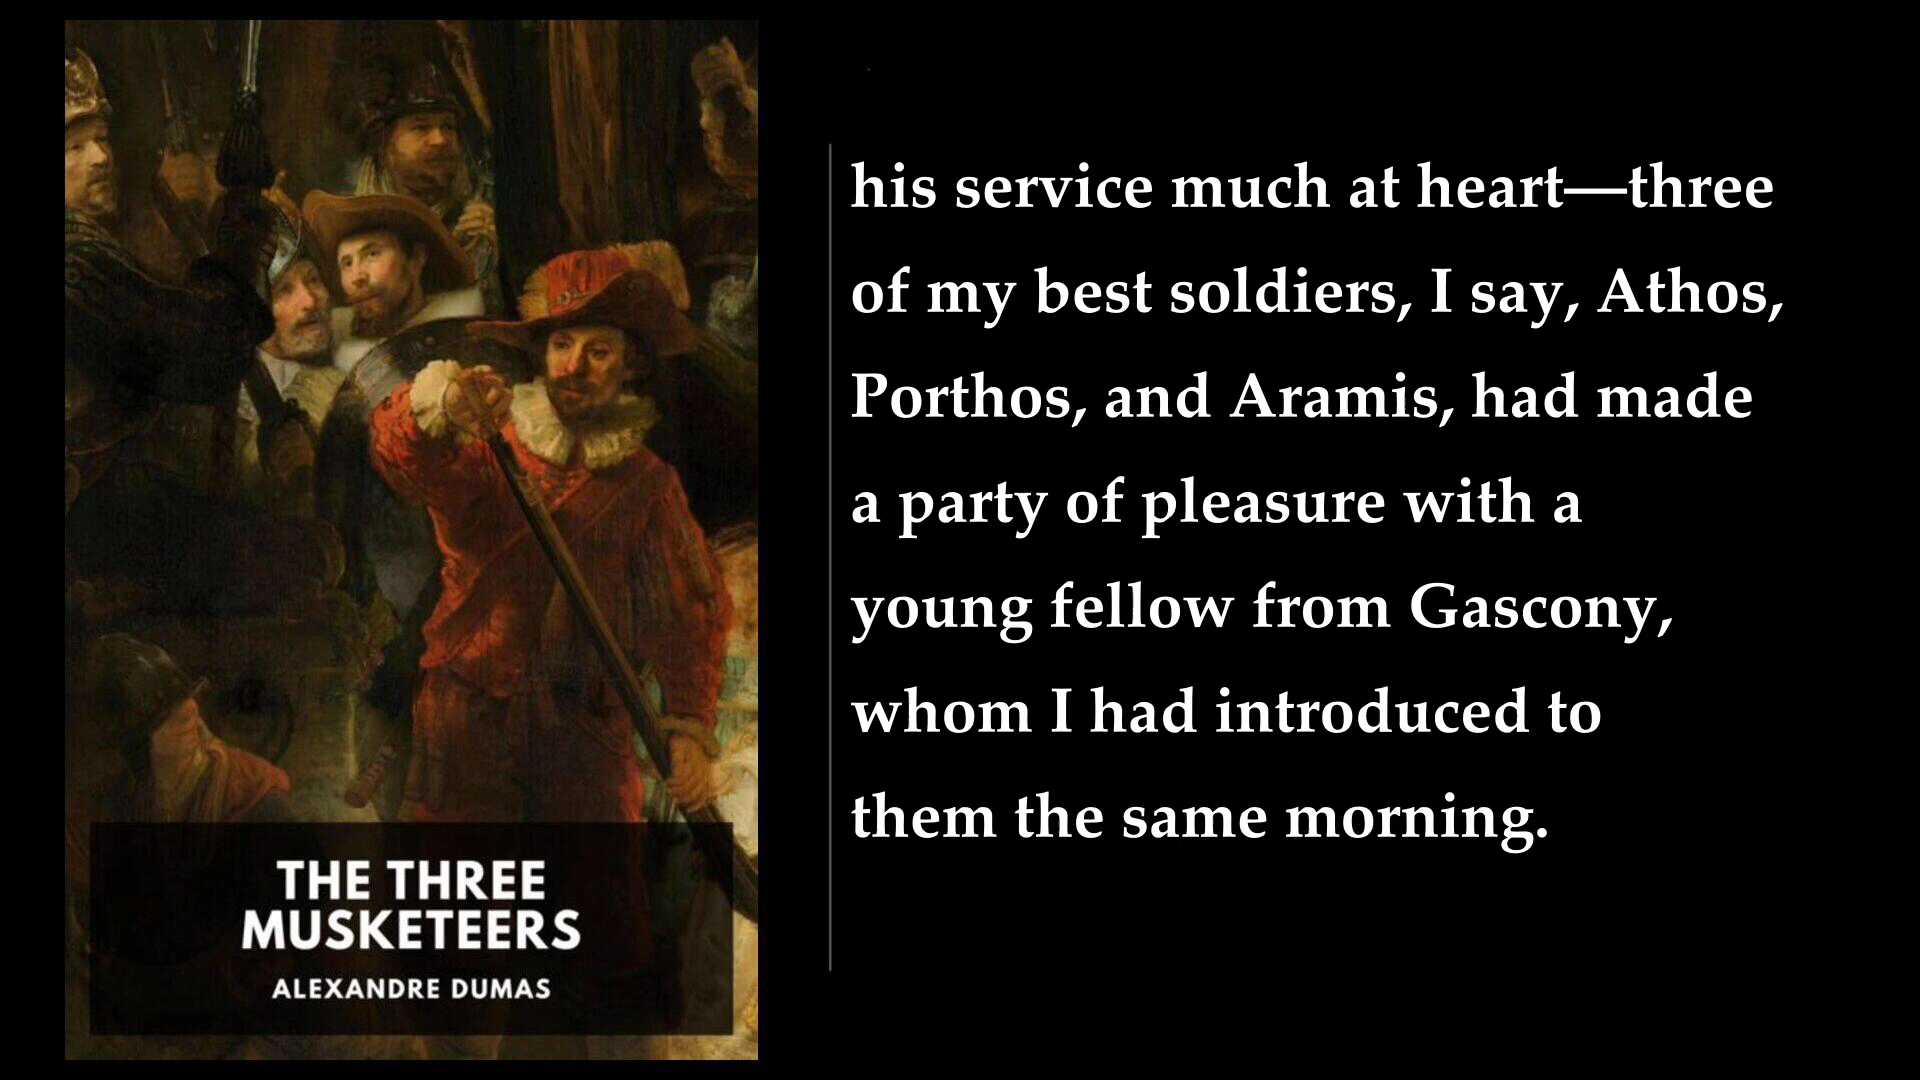 his service much at heart—three
of my best soldiers, I say, Athos,
Porthos, and Aramis, had made
a party of pleasure with a
young fellow from Gascony,
whom I had introduced to
them the same morning.
THE THREE
MUSKETEERS
ALEXANDRE DUMAS